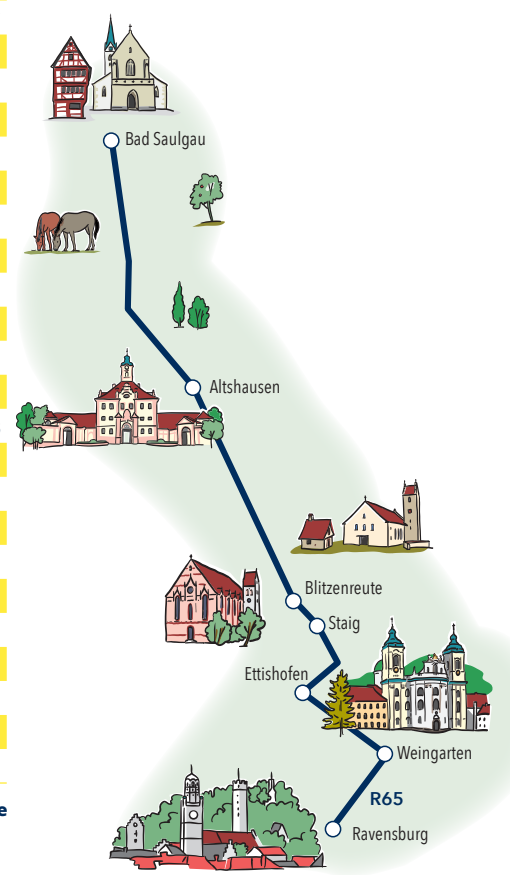 Bad Saulgau
Altshausen
Blitzenreute
Staig
Ettishofen
Weingarten
R65
e
Ravensburg